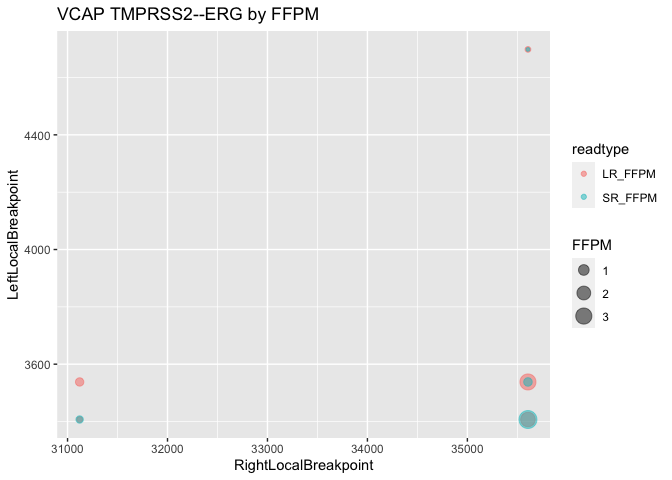 VCAP TMPRSS2--ERG by FFPM
LeftLocalBreakpoint
4400
4000
3600
31000
32000
33000
34000
35000
RightLocalBreakpoint
readtype
LR_FFPM
SR_FFPM
FFPM
1
2
3